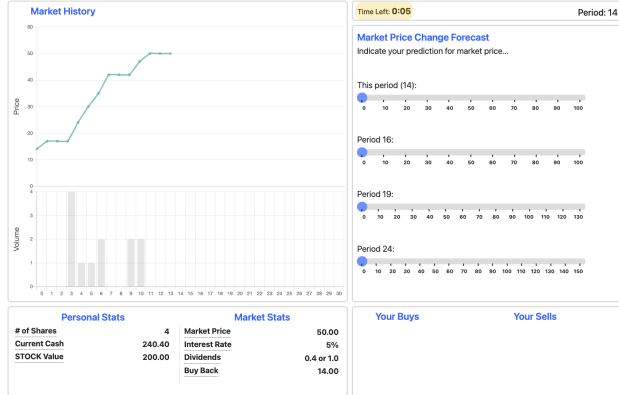 Market History
Time Left: 0:05
Period: 14
60
50
40
30
20
10
0
Price
4
3
2
1
0
Volume
0 1 2 3 4 5 6 7 8 9 10 11 12 13 14 15 16 17 18 19 20 21 22 23 24 25 26 27 28 29 30
Market Price Change Forecast
Indicate your prediction for market price...
This period (14):
0 10 20 30 40 50 60 70 80 90 100
Period 16:
0 10 20 30 40 50 60 70 80 90 100
Period 19:
0 10 20 30 40 50 60 70 80 90 100 110 120 130
Period 24:
0 10 20 30 40 50 60 70 80 90 100 110 120 130 140 150
Personal Stats
# of Shares 4
Current Cash 240.40
STOCK Value 200.00
Market Stats
Market Price 50.00
Interest Rate 5%
Dividends 0.4 or 1.0
Buy Back 14.00
Your Buys
Your Sells